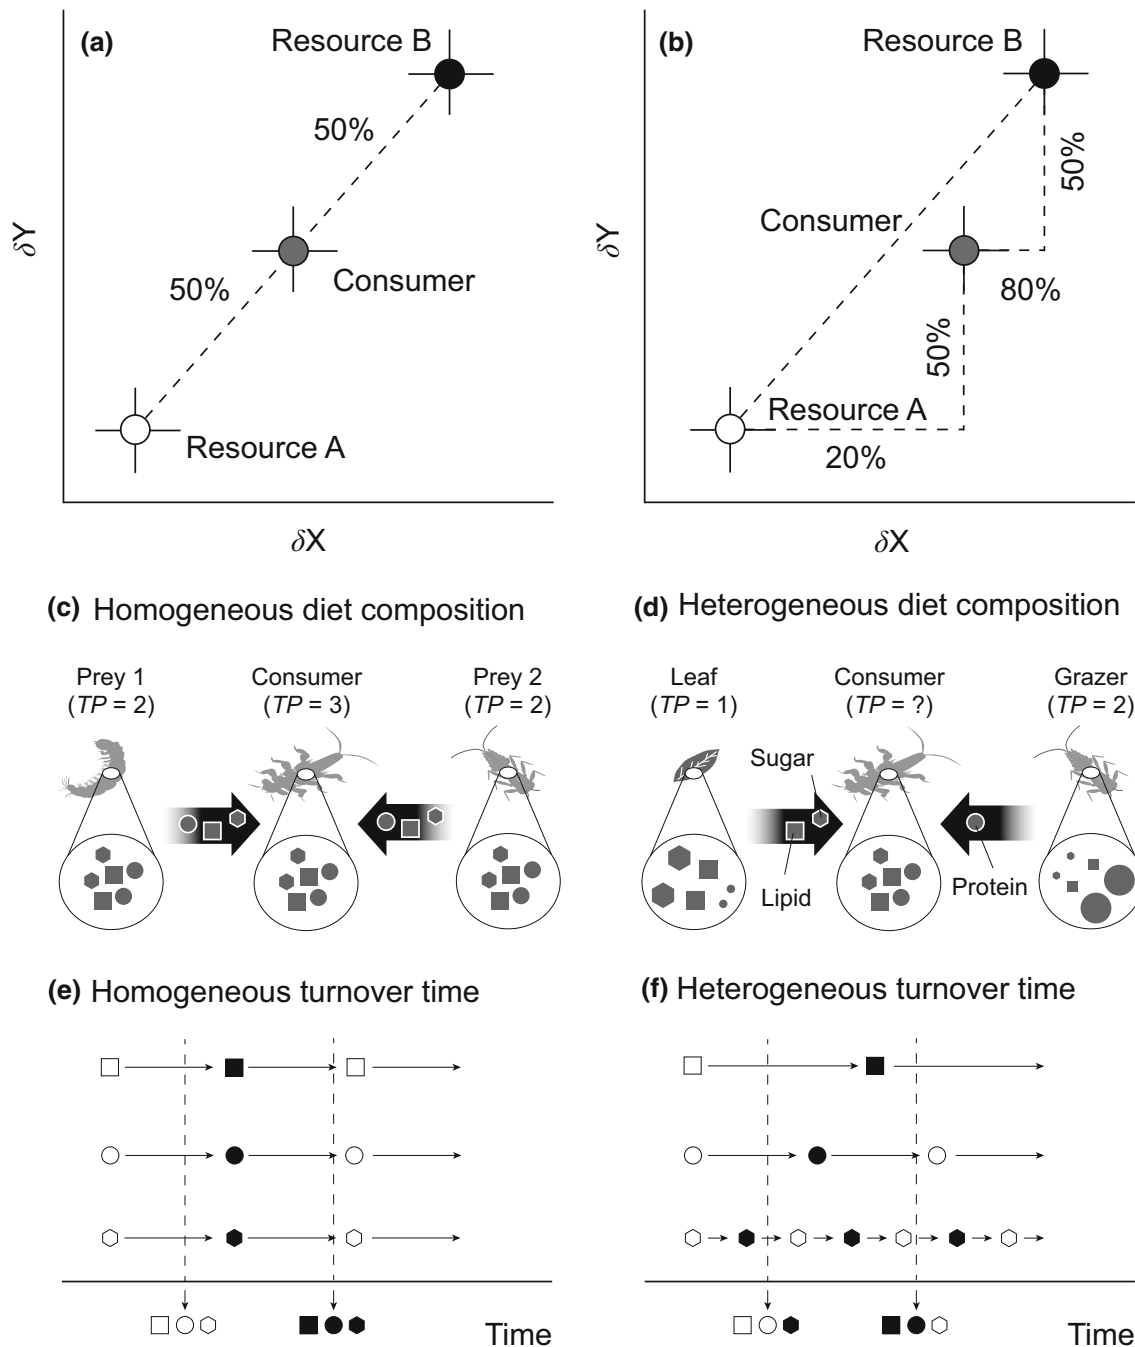 (a)
Resource B
50%
δY
50%
Consumer
Resource A
δX
(b)
Resource B
50%
Consumer
δY
80%
50%
Resource A
20%
δX
(c) Homogeneous diet composition
Prey 1
(TP = 2)
Consumer
(TP = 3)
Prey 2
(TP = 2)
(d) Heterogeneous diet composition
Leaf
(TP = 1)
Consumer
(TP = ?)
Grazer
(TP = 2)
Sugar
Lipid
Protein
(e) Homogeneous turnover time
Time
(f) Heterogeneous turnover time
Time